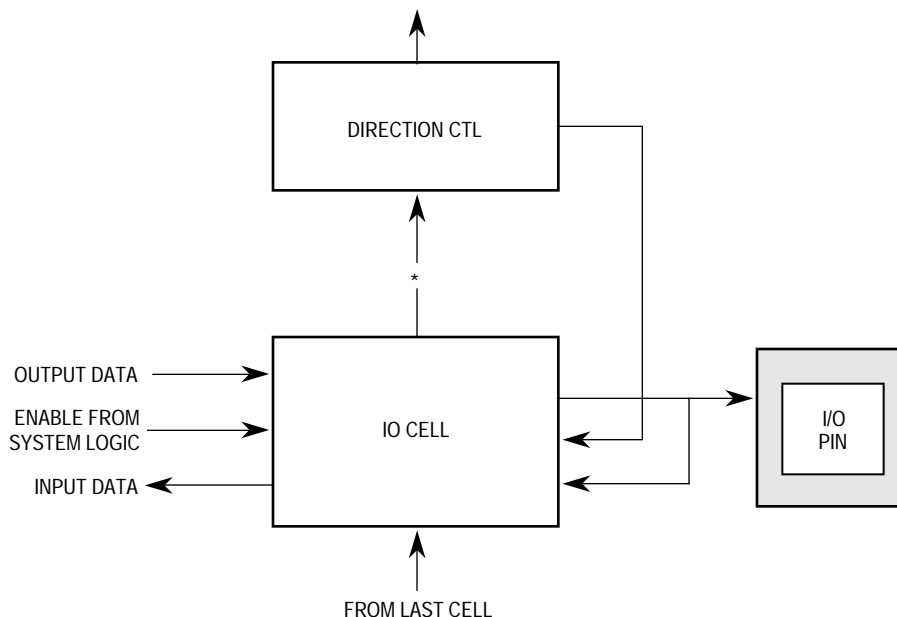 DIRECTION CTL
*
OUTPUT DATA
ENABLE FROM
SYSTEM LOGIC
INPUT DATA
IO CELL
I/O
PIN
FROM LAST CELL